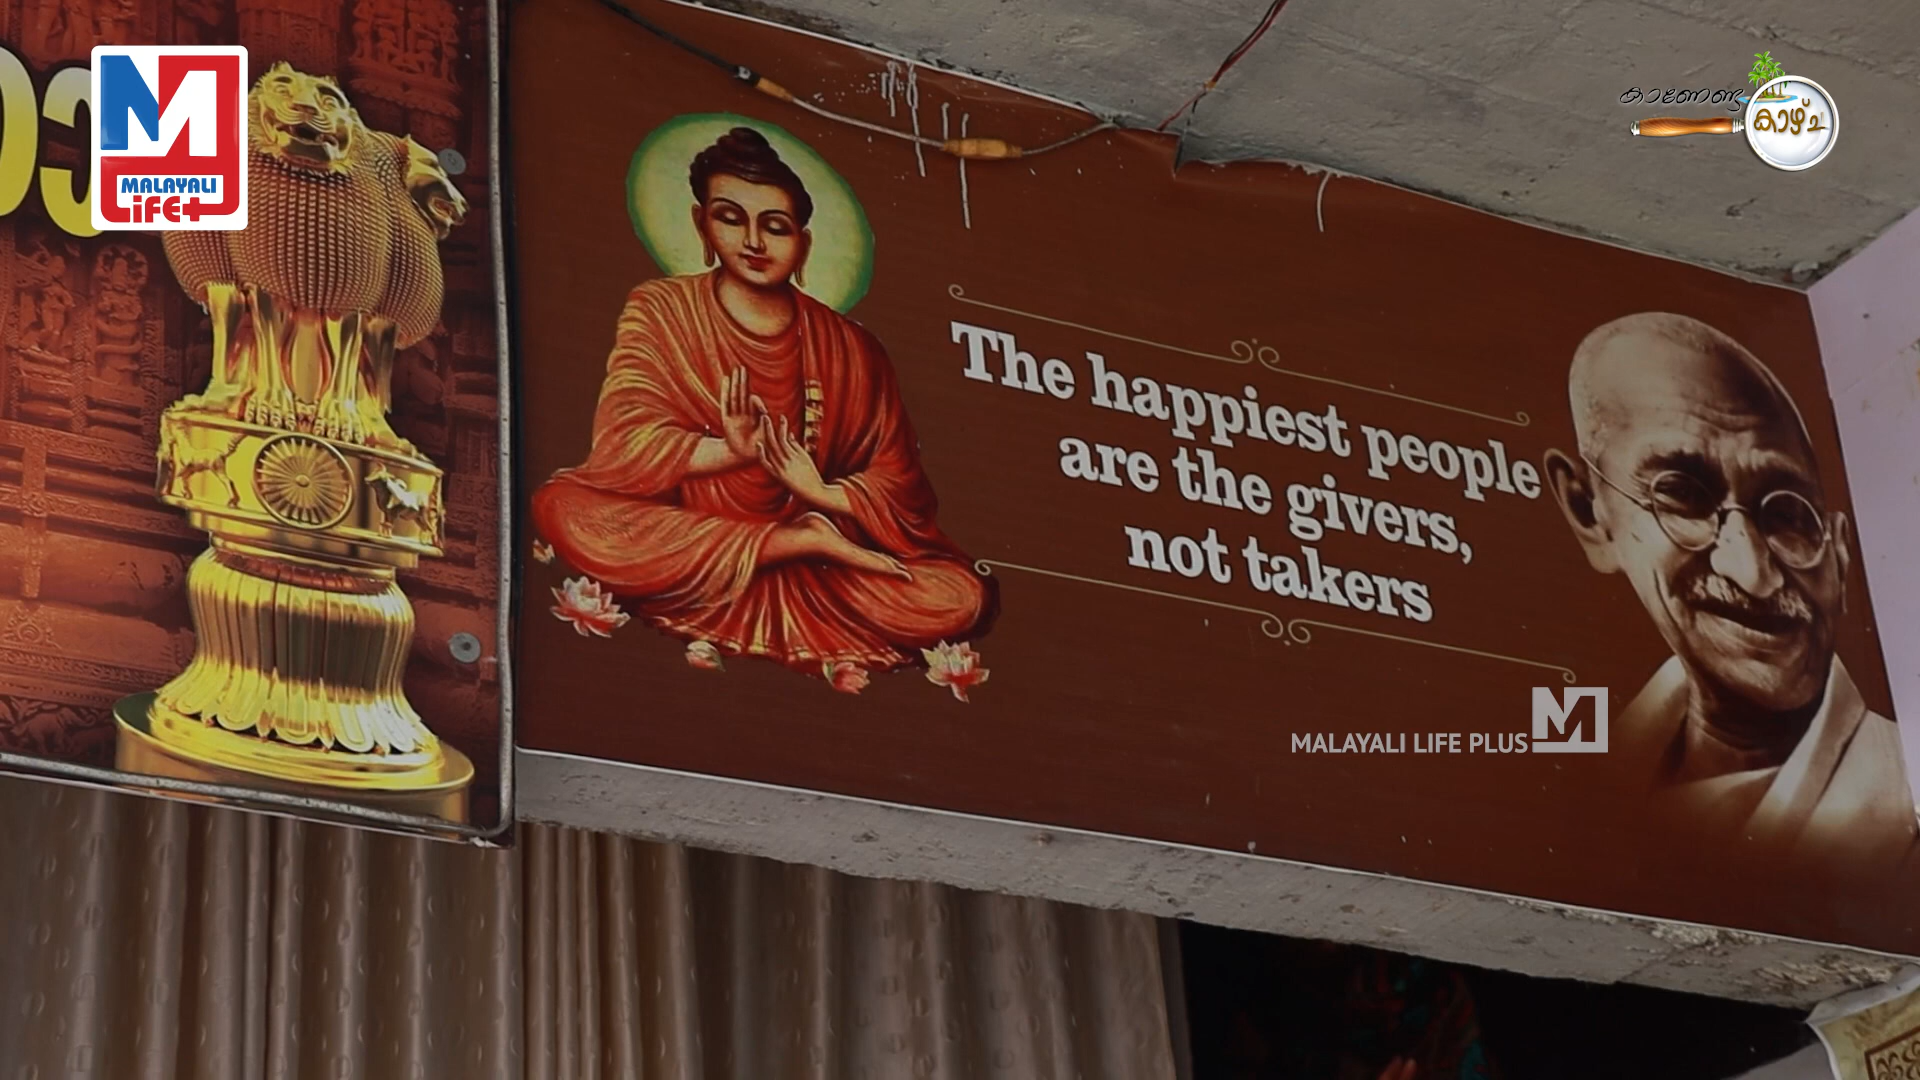 MALAYALI
LiFE+
കാണേണ്ട
കാഴ്ച
The happiest people
are the givers,
not takers
MALAYALI LIFE PLUS